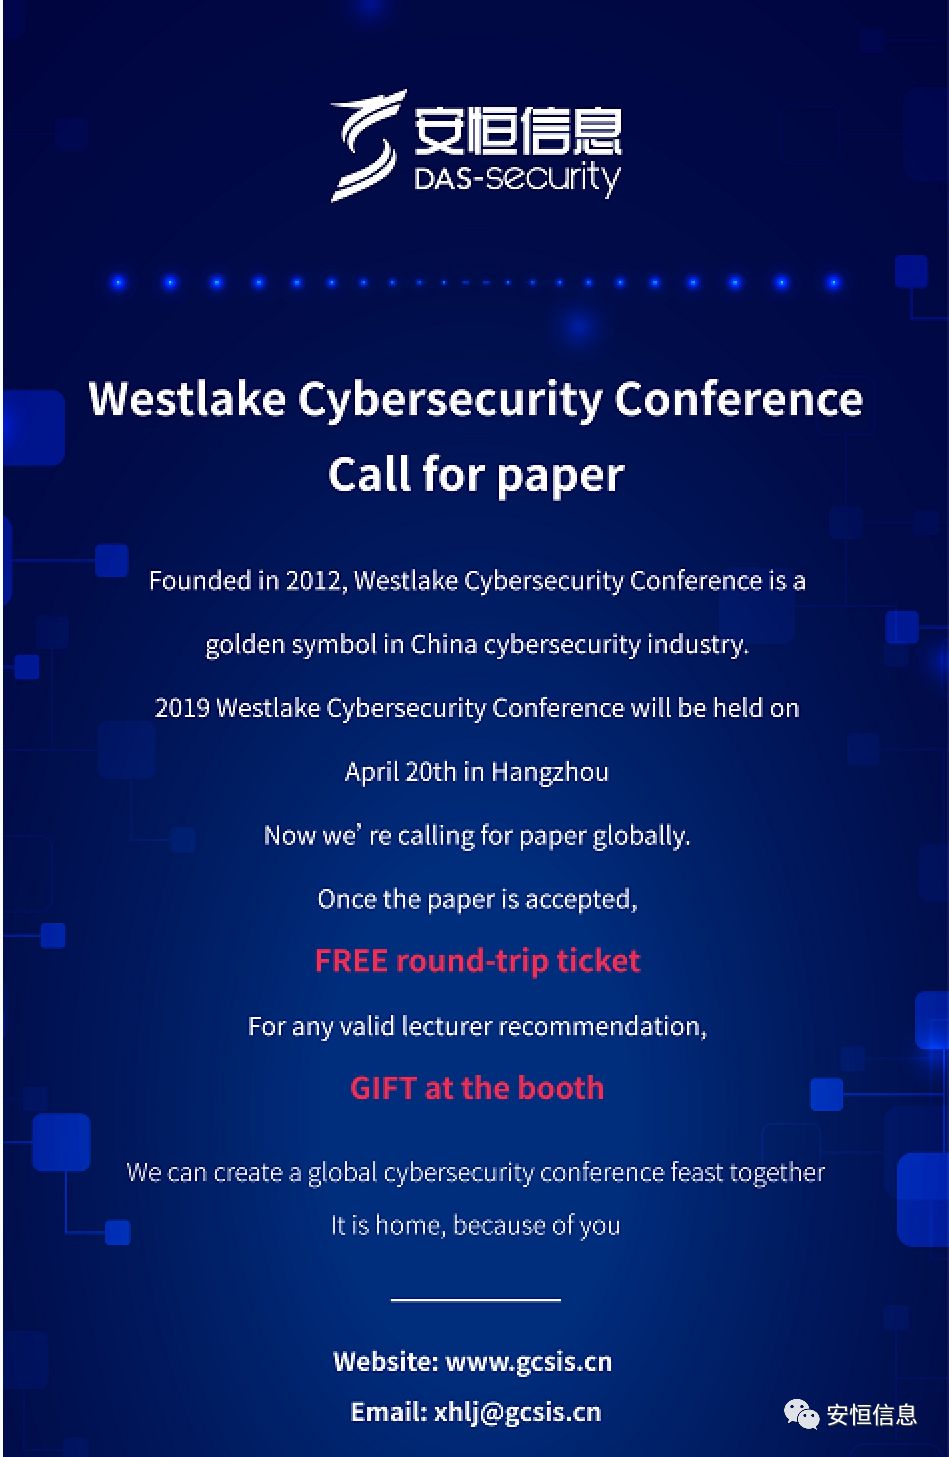 安恒信息
DAS-security
Westlake Cybersecurity Conference
Call for paper
Founded in 2012, Westlake Cybersecurity Conference is a
golden symbol in China cybersecurity industry.
2019 Westlake Cybersecurity Conference will be held on
April 20th in Hangzhou
Now we’ re calling for paper globally.
Once the paper is accepted,
FREE round-trip ticket
For any valid lecturer recommendation,
GIFT at the booth
We can create a global cybersecurity conference feast together
It is home, because of you
Website: www.gcsis.cn
Email: xhlj@gcsis.cn
安恒信息